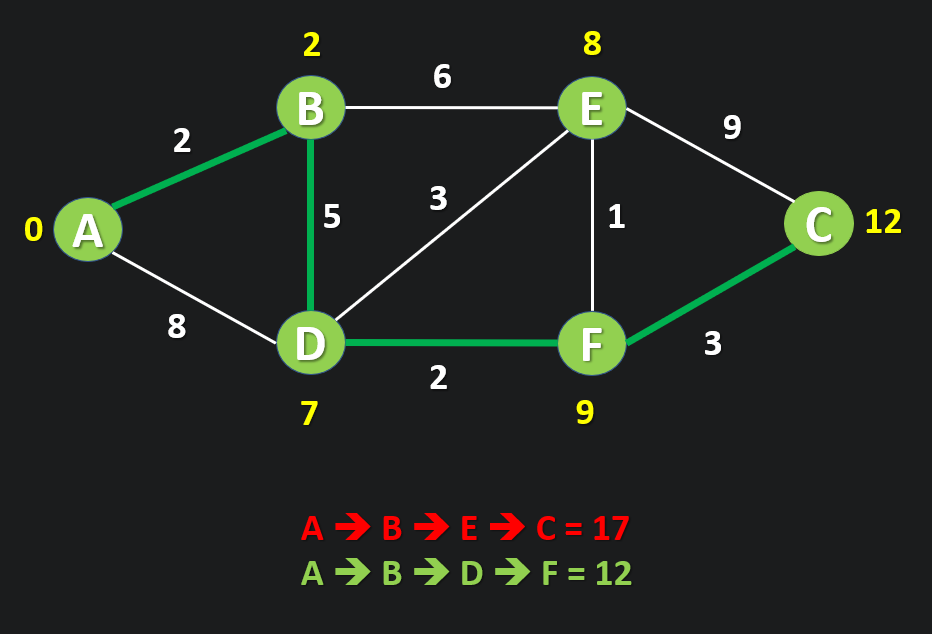 2
8
6
B
E
2
9
0
A
5
3
1
C
12
8
D
F
3
2
7
9
A ➔ B ➔ E ➔ C = 17
A ➔ B ➔ D ➔ F = 12